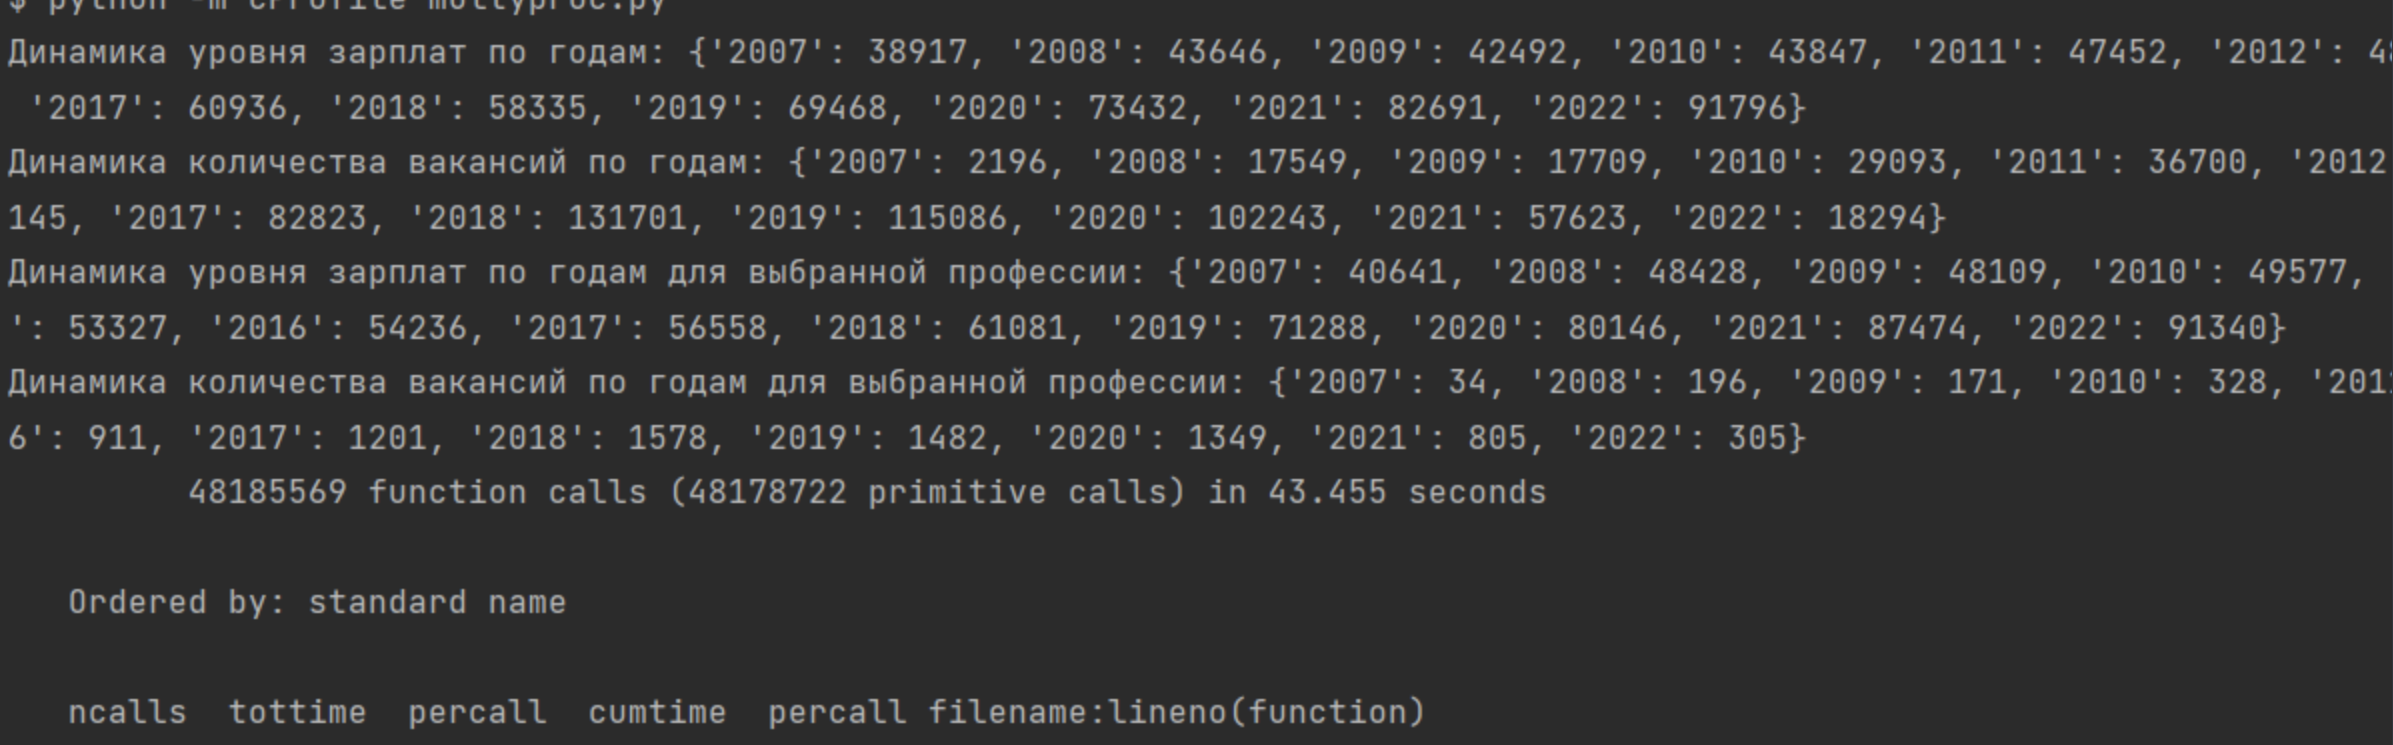 $ python -m cProfile mollyproc.py
Динамика уровня зарплат по годам: {'2007': 38917, '2008': 43646, '2009': 42492, '2010': 43847, '2011': 47452, '2012':
'2017': 60936, '2018': 58335, '2019': 69468, '2020': 73432, '2021': 82691, '2022': 91796}
Динамика количества вакансий по годам: {'2007': 2196, '2008': 17549, '2009': 17709, '2010': 29093, '2011': 36700, '2012
145, '2017': 82823, '2018': 131701, '2019': 115086, '2020': 102243, '2021': 57623, '2022': 18294}
Динамика уровня зарплат по годам для выбранной профессии: {'2007': 40641, '2008': 48428, '2009': 48109, '2010': 49577,
': 53327, '2016': 54236, '2017': 56558, '2018': 61081, '2019': 71288, '2020': 80146, '2021': 87474, '2022': 91340}
Динамика количества вакансий по годам для выбранной профессии: {'2007': 34, '2008': 196, '2009': 171, '2010': 328,
6': 911, '2017': 1201, '2018': 1578, '2019': 1482, '2020': 1349, '2021': 805, '2022': 305}
48185569 function calls (48178722 primitive calls) in 43.455 seconds
Ordered by: standard name
ncalls tottime percall cumtime percall filename:lineno(function)